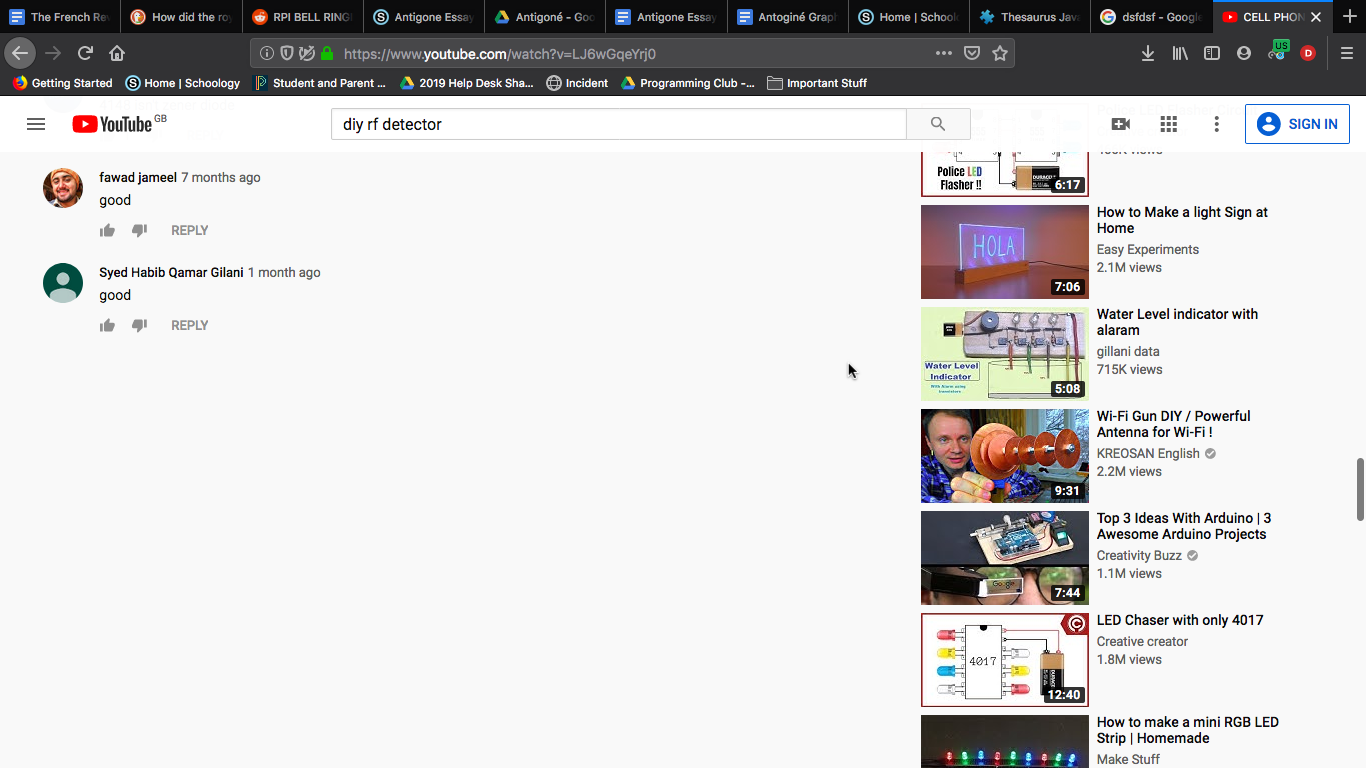 The French Rev
How did the roy
RPI BELL RING
Antigone Essay
Antigoné - Goo
Antigone Essay
Antoginé Graph
Home | Schoolo
Thesaurus Java
dsfdsf - Google
CELL PHON
https://www.youtube.com/watch?v=LJ6wGqeYrj0
US
D
Getting Started
Home | Schoology
Student and Parent ...
2019 Help Desk Sha...
Incident
Programming Club -...
Important Stuff
YouTube GB
diy rf detector
SIGN IN
fawad jameel 7 months ago
good
REPLY
Syed Habib Qamar Gilani 1 month ago
good
REPLY
Police LED
Flasher !!
DURACELL
6:17
HOLA
7:06
How to Make a light Sign at
Home
Easy Experiments
2.1M views
Water Level
Indicator
5:08
Water Level indicator with
alaram
gillani data
715K views
9:31
Wi-Fi Gun DIY / Powerful
Antenna for Wi-Fi !
KREOSAN English
2.2M views
Google
7:44
Top 3 Ideas With Arduino | 3
Awesome Arduino Projects
Creativity Buzz
1.1M views
4017
12:40
LED Chaser with only 4017
Creative creator
1.8M views
How to make a mini RGB LED
Strip | Homemade
Make Stuff